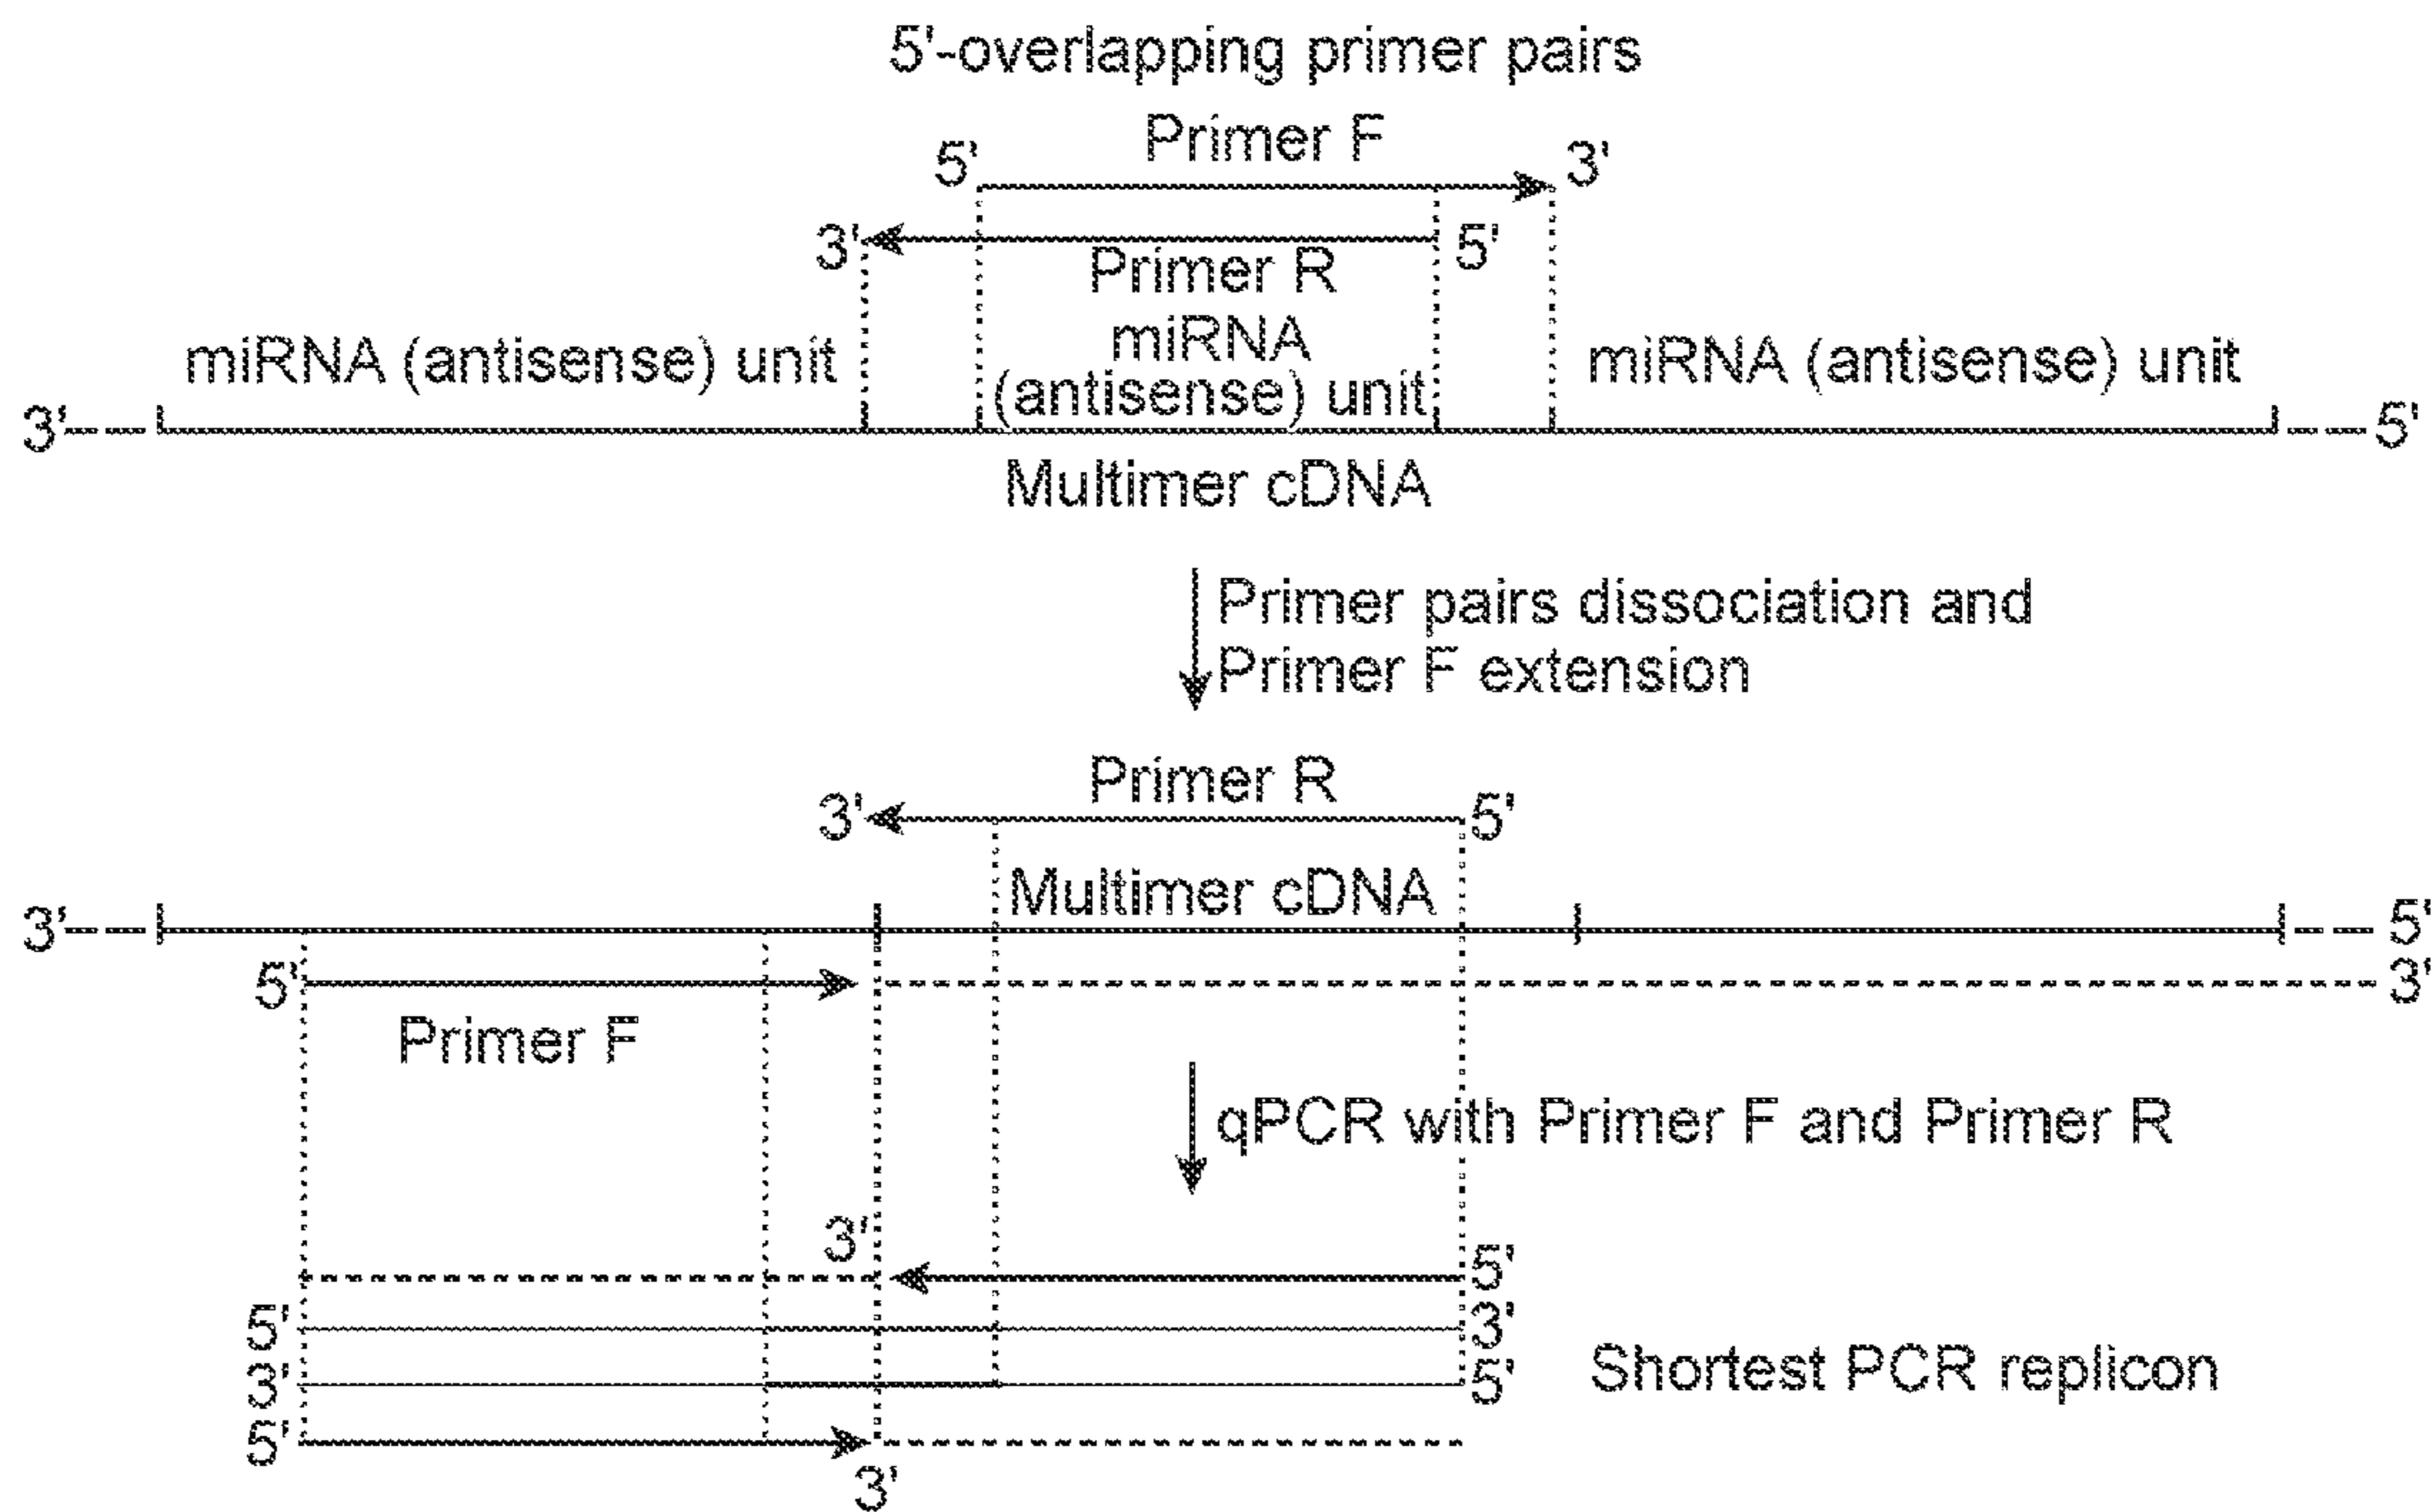 5'-overlapping primer pairs
Primer F
5' 3'
3' 5'
Primer R
miRNA (antisense) unit miRNA (antisense) unit miRNA (antisense) unit
3' 5'
Multimer cDNA
Primer pairs dissociation and
Primer F extension
Primer R
3' 5'
Multimer cDNA
3' 5'
5' 3'
Primer F
qPCR with Primer F and Primer R
3' 5'
5' 3'
3' 5' Shortest PCR replicon
5'
3'